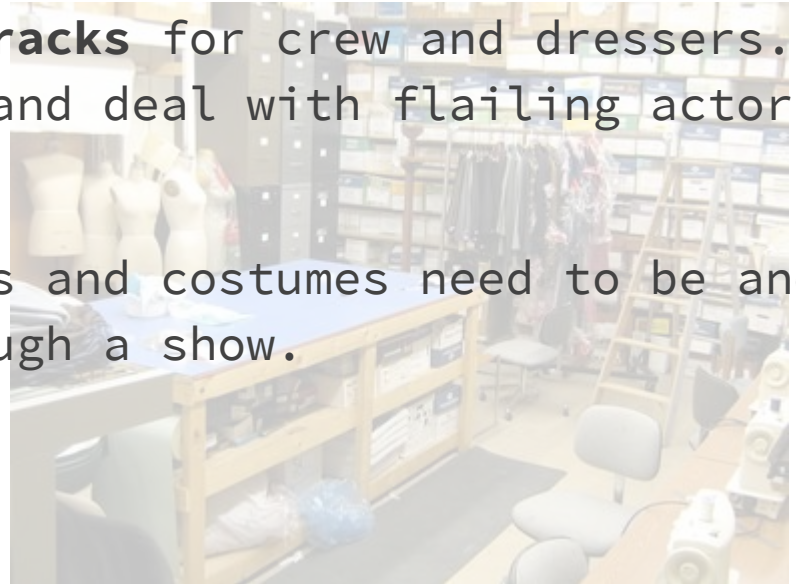 racks for crew and dressers.
and deal with flailing actor
s and costumes need to be an
ugh a show.